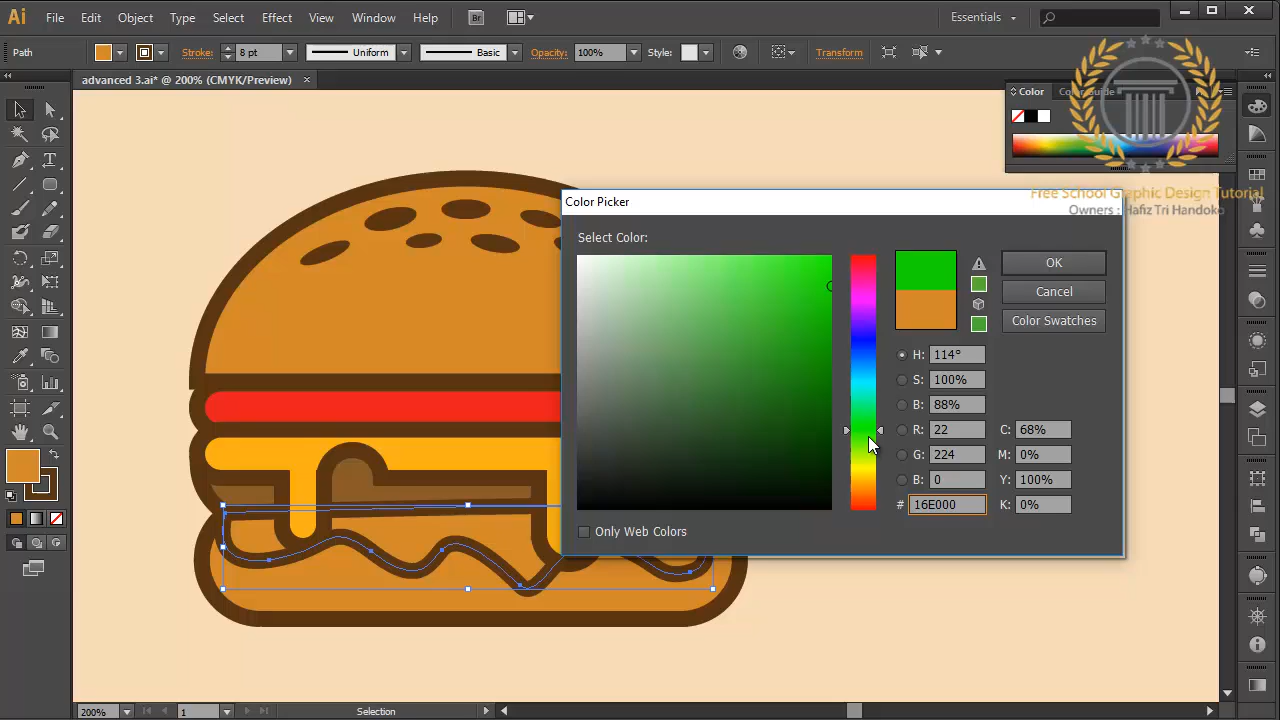 Ai File Edit Object Type Select Effect View Window Help Br Essentials
Path Stroke: 8 pt Uniform Basic Opacity: 100% Style: Transform
advanced 3.ai* @ 200% (CMYK/Preview) ×
Color Color Guide
Free School Graphic Design Tutorial
Owners : Hafiz Tri Handoko
Color Picker
Select Color:
OK
Cancel
Color Swatches
H: 114°
S: 100%
B: 88%
R: 22 C: 68%
G: 224 M: 0%
B: 0 Y: 100%
# 16E000 K: 0%
Only Web Colors
200% 1 Selection